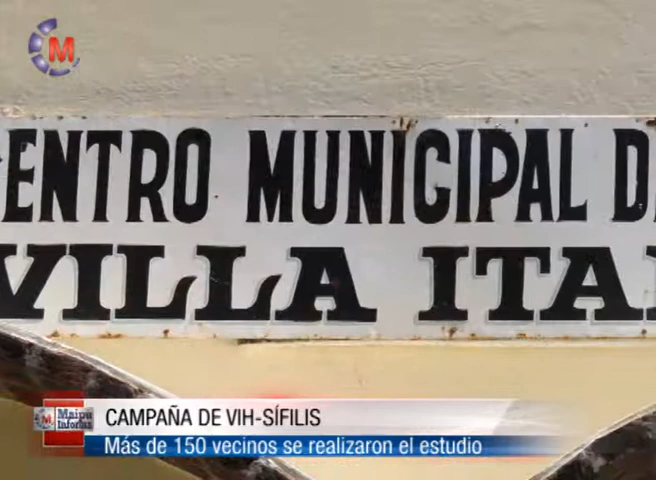 M
ENTRO MUNICIPAL D
VILLA ITA
M
Maipú
Informa
CAMPAÑA DE VIH-SÍFILIS
Más de 150 vecinos se realizaron el estudio